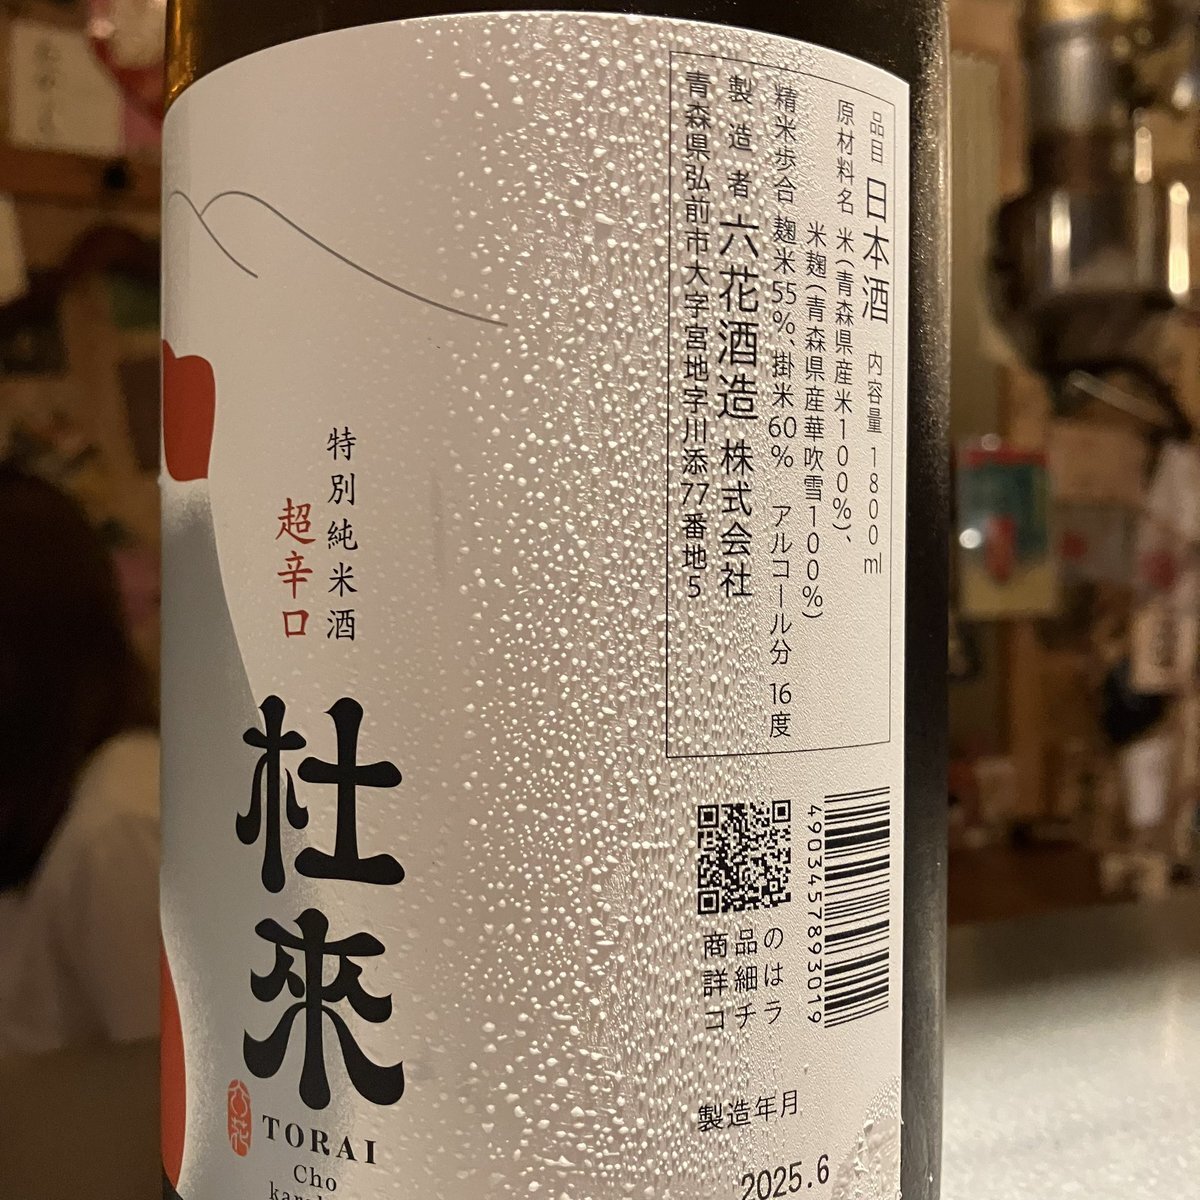 品目 日本酒 内容量 1800ml
原材料名 米(青森県産米100%)、
米麹(青森県産華吹雪100%)
精米歩合 麹米55%、掛米60% アルコール分 16度
製造者 六花酒造株式会社
青森県弘前市大字宮地字川添77番地5
4903457893019
商品の
詳細は
コチラ
製造年月
2025.6
特別純米酒
超辛口
杜來
六花
TORAI
Cho